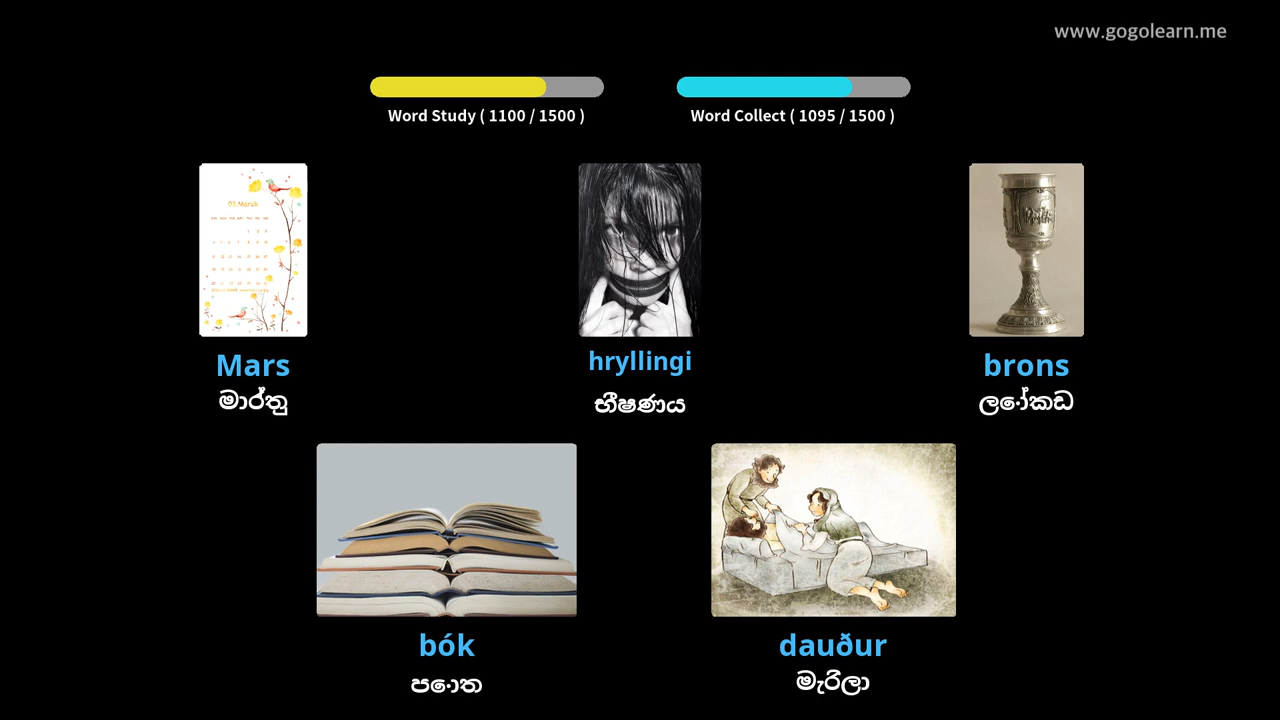 www.gogolearn.me
Word Study ( 1100 / 1500 )
Word Collect ( 1095 / 1500 )
Mars
මාර්තු
hryllingi
භීෂණය
brons
ලෝකඩ
bók
පොත
dauður
මැරිලා